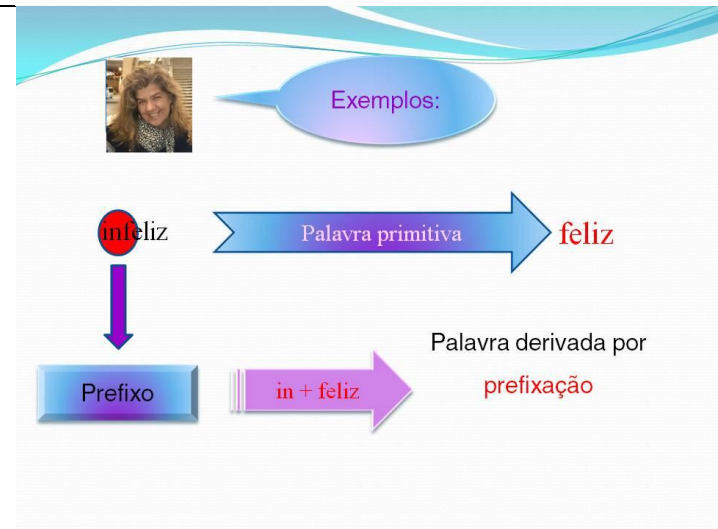 Exemplos:
infeliz
Palavra primitiva
feliz
Palavra derivada por
prefixação
Prefixo
in + feliz